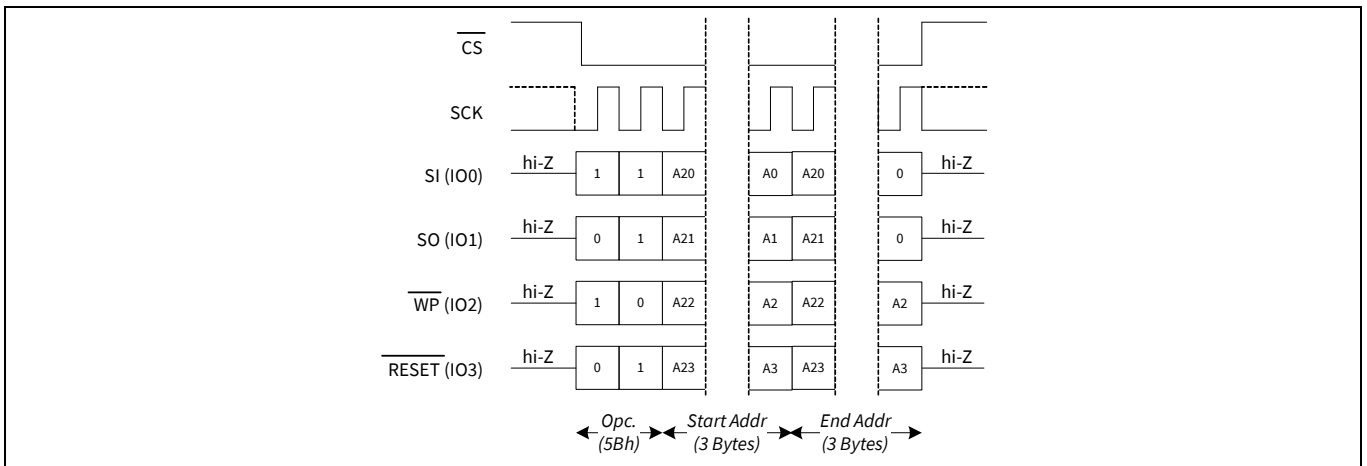 CS
SCK
SI (IO0) hi-Z 1 1 A20 A0 A20 0 hi-Z
SO (IO1) hi-Z 0 1 A21 A1 A21 0 hi-Z
WP (IO2) hi-Z 1 0 A22 A2 A22 A2 hi-Z
RESET (IO3) hi-Z 0 1 A23 A3 A23 A3 hi-Z
Opc. Start Addr End Addr
(5Bh) (3 Bytes) (3 Bytes)